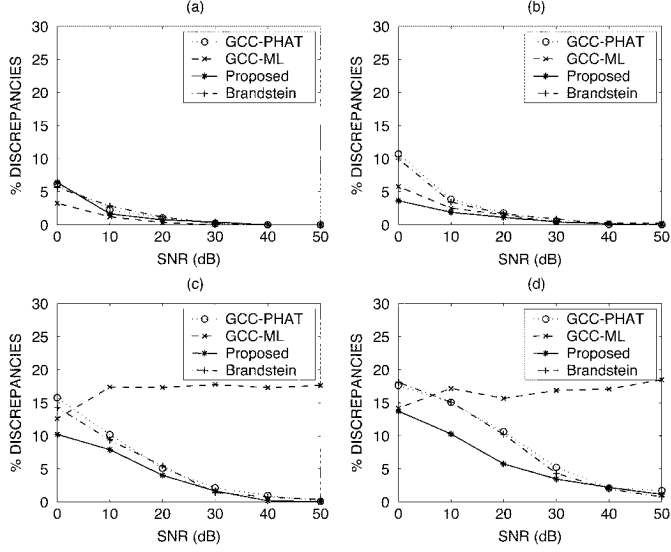 (a)
% DISCREPANCIES
30
25
20
15
10
5
0
GCC-PHAT
GCC-ML
Proposed
Brandstein
0 10 20 30 40 50
SNR (dB)
(b)
% DISCREPANCIES
30
25
20
15
10
5
0
GCC-PHAT
GCC-ML
Proposed
Brandstein
0 10 20 30 40 50
SNR (dB)
(c)
% DISCREPANCIES
30
25
20
15
10
5
0
GCC-PHAT
GCC-ML
Proposed
Brandstein
0 10 20 30 40 50
SNR (dB)
(d)
% DISCREPANCIES
30
25
20
15
10
5
0
GCC-PHAT
GCC-ML
Proposed
Brandstein
0 10 20 30 40 50
SNR (dB)